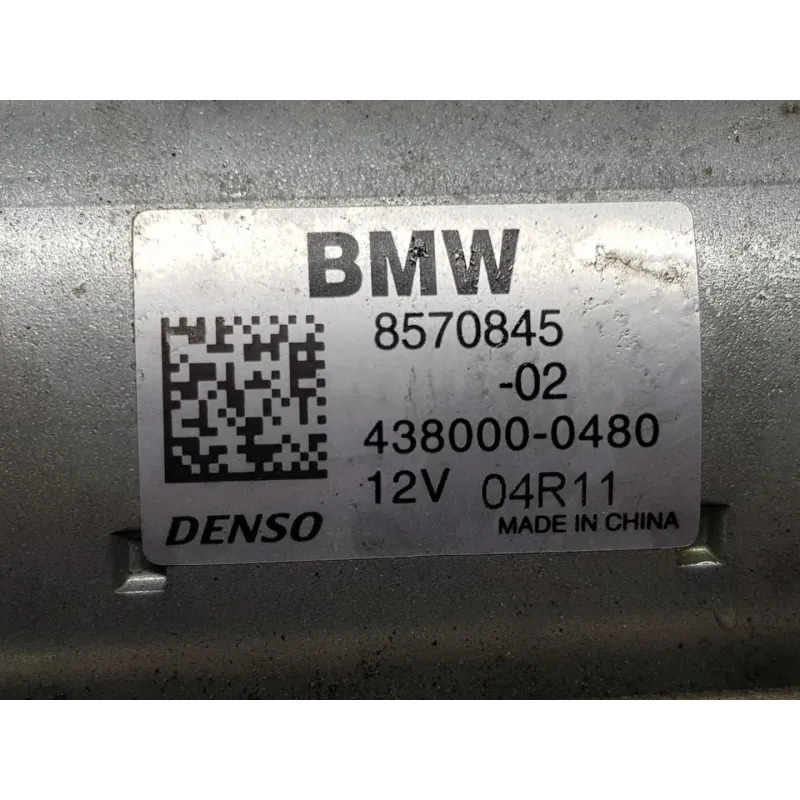 BMW
8570845
-02
438000-0480
12V 04R11
DENSO MADE IN CHINA